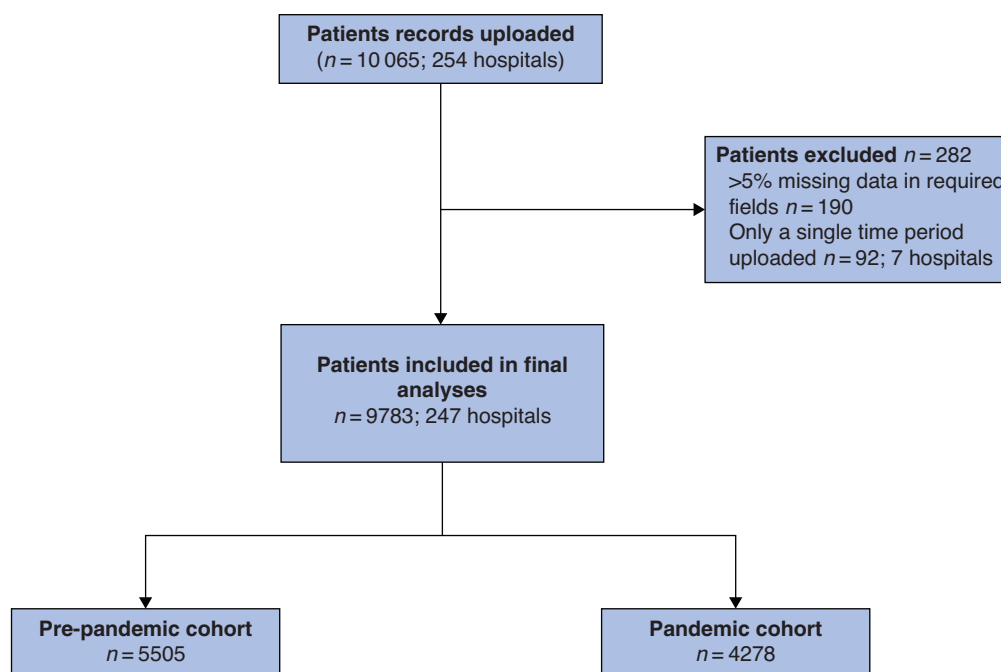 Patients records uploaded
(n = 10 065; 254 hospitals)
Patients excluded n = 282
>5% missing data in required
fields n = 190
Only a single time period
uploaded n = 92; 7 hospitals
Patients included in final
analyses
n = 9783; 247 hospitals
Pre-pandemic cohort
n = 5505
Pandemic cohort
n = 4278